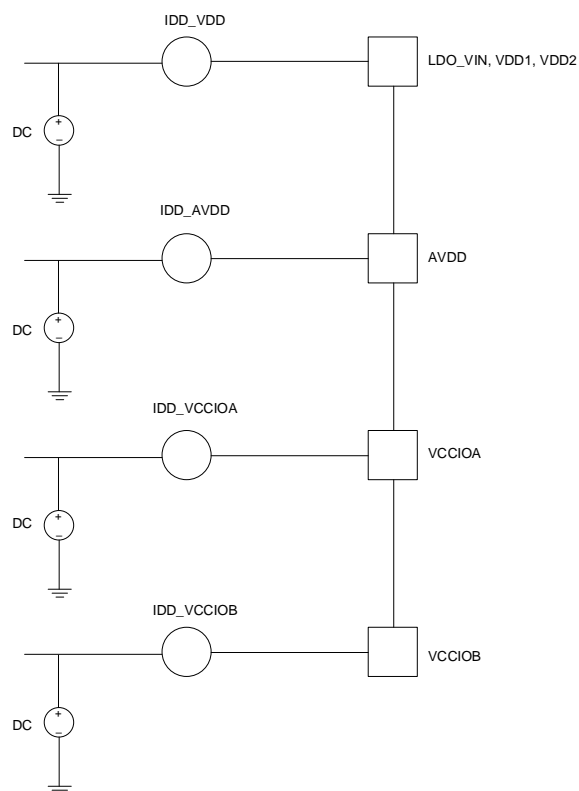 IDD_VDD
LDO_VIN, VDD1, VDD2
+
DC
−
IDD_AVDD
AVDD
+
DC
−
IDD_VCCIOA
VCCIOA
+
DC
−
IDD_VCCIOB
VCCIOB
+
DC
−